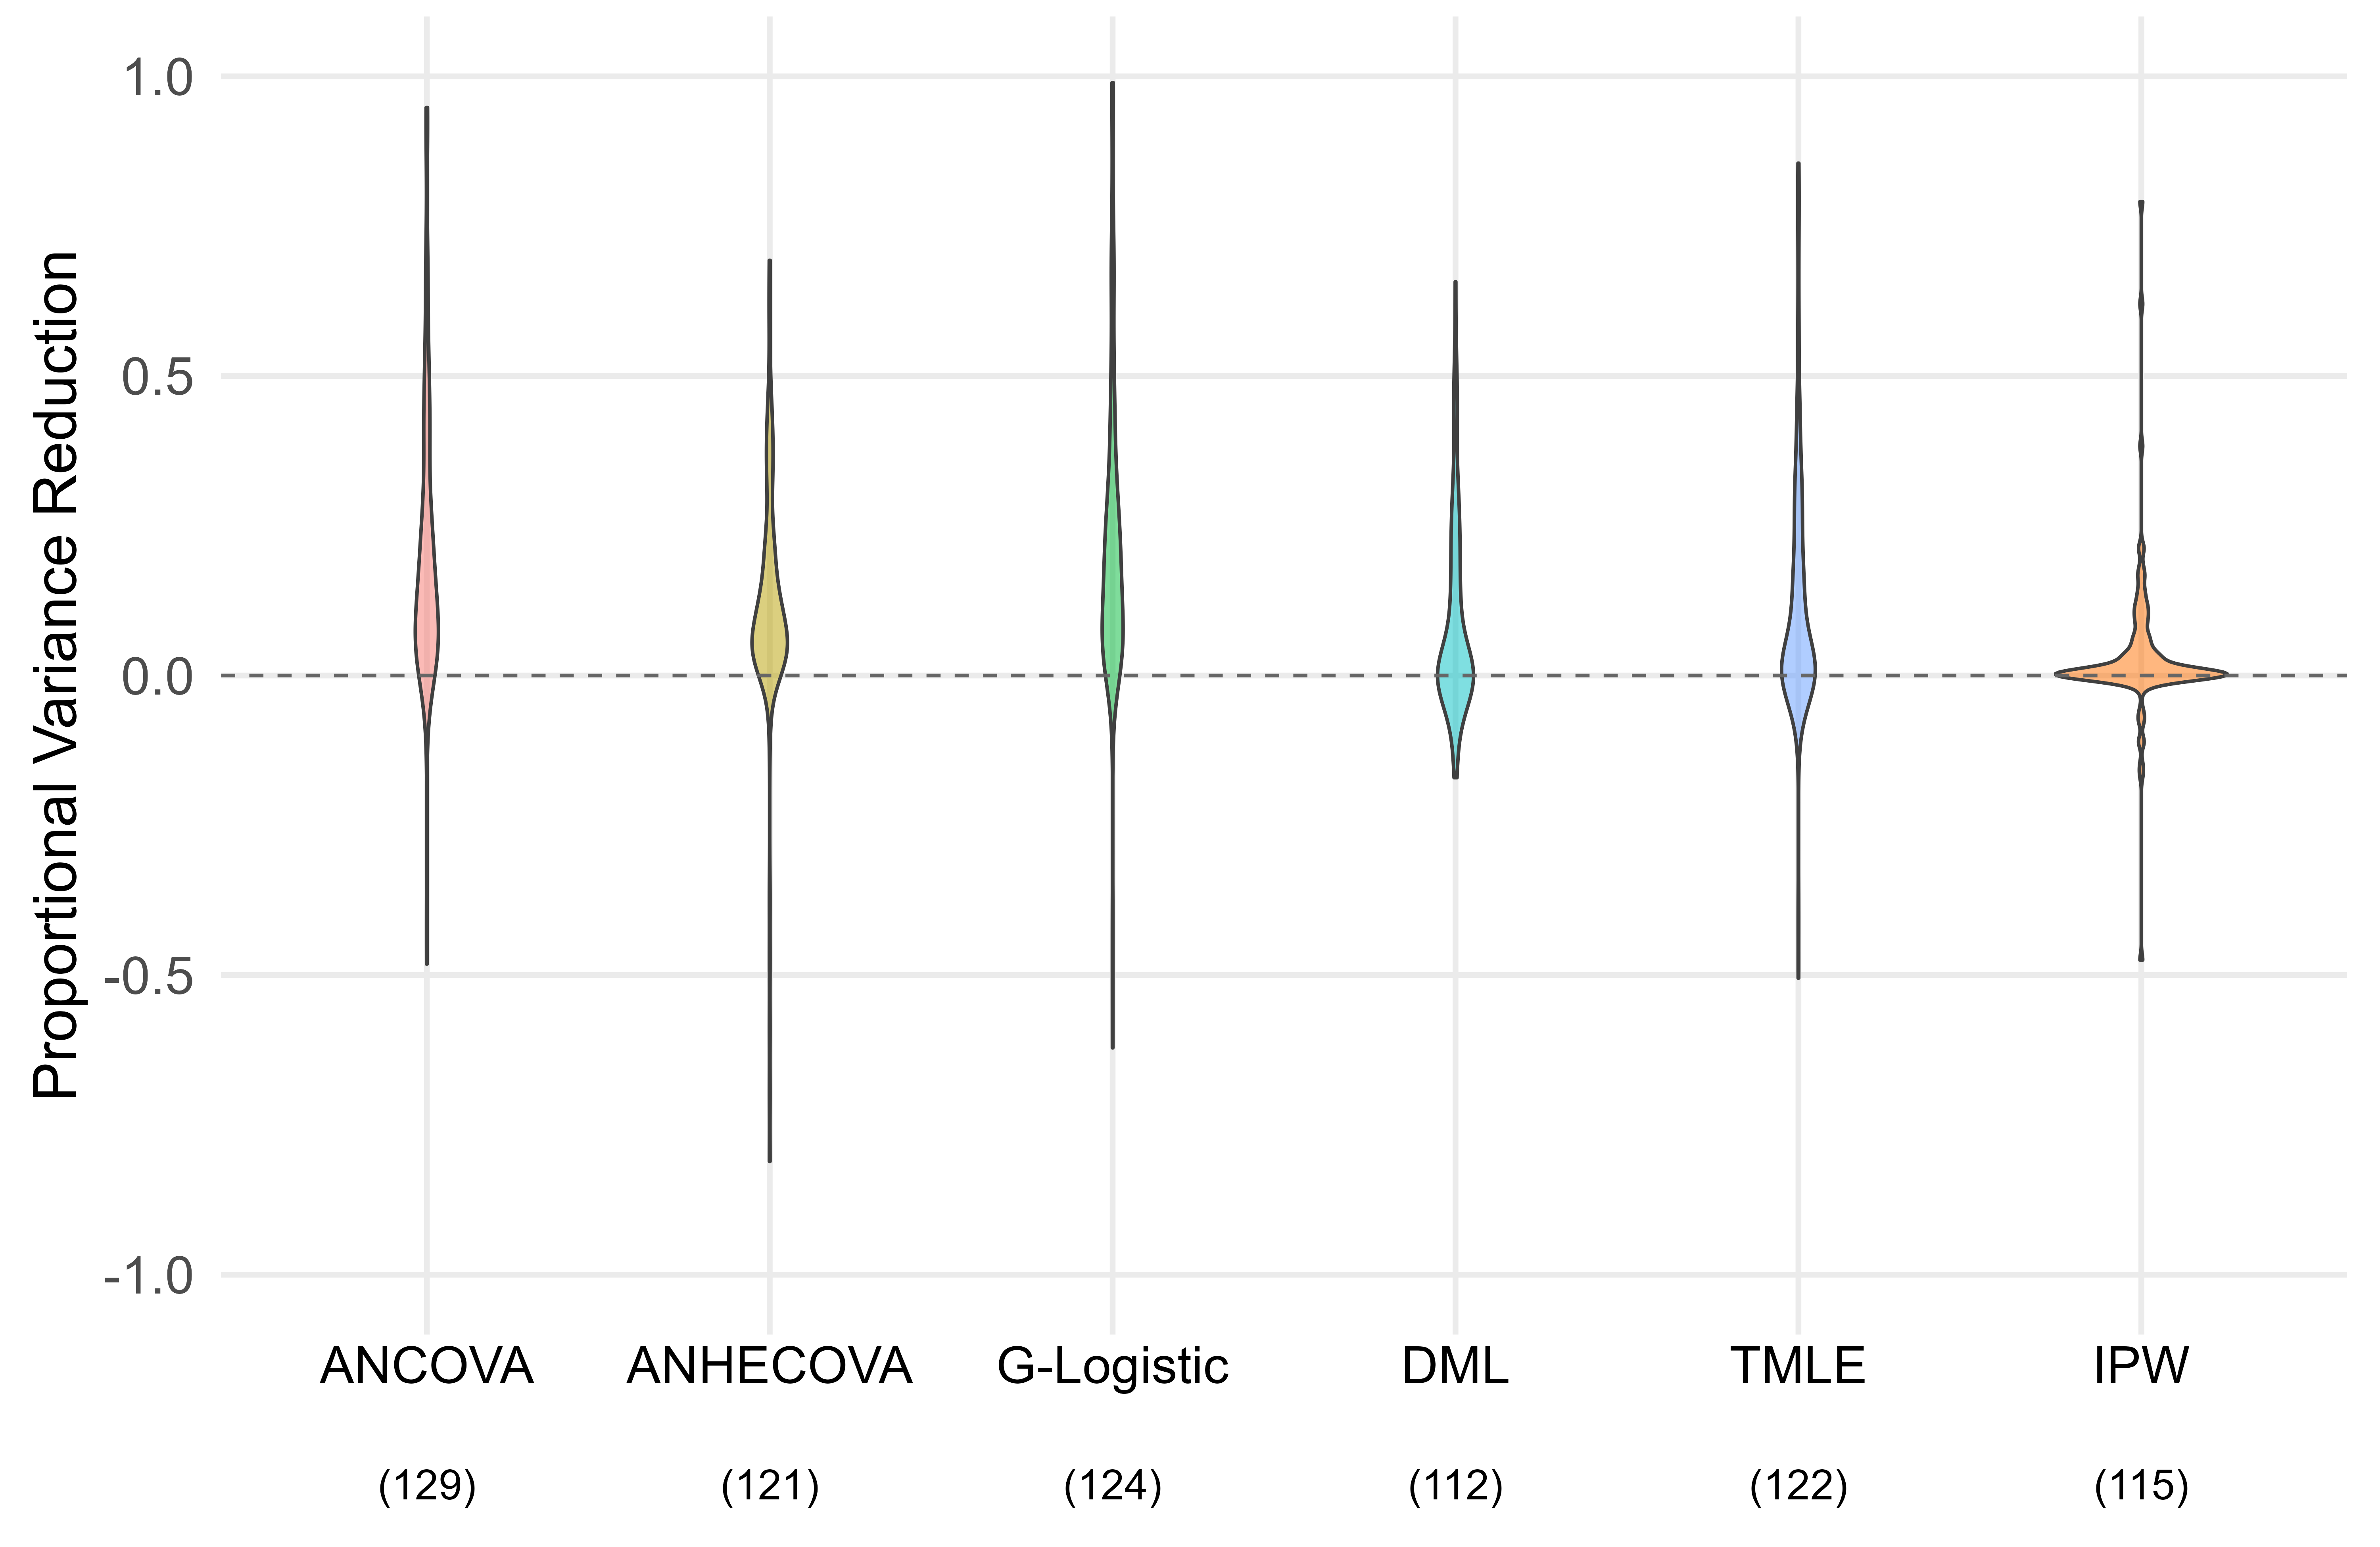 Proportional Variance Reduction
1.0
0.5
0.0
-0.5
-1.0
ANCOVA ANHECOVA G-Logistic DML TMLE IPW
(129) (121) (124) (112) (122) (115)